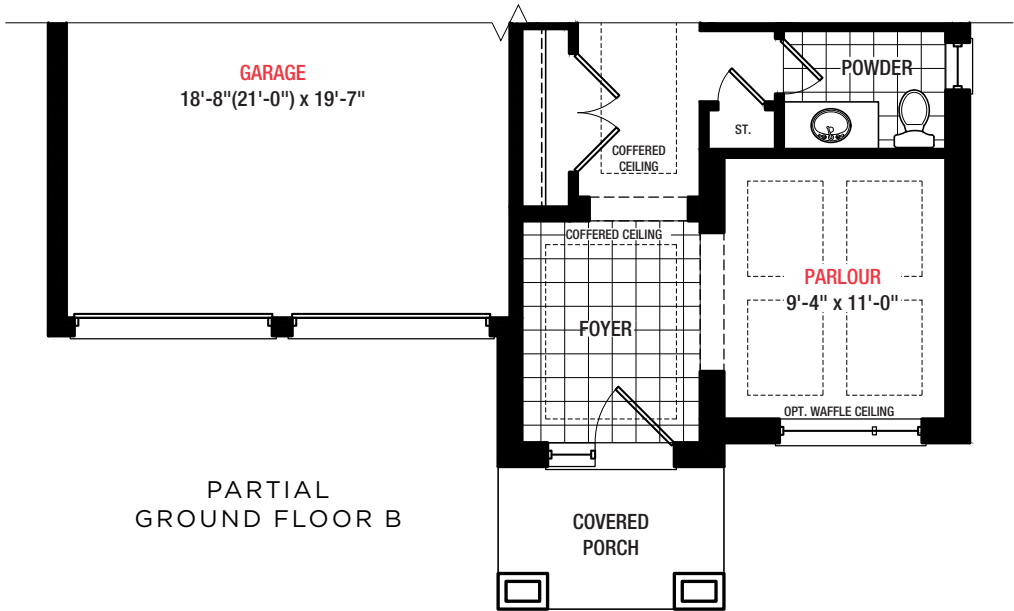 GARAGE
18'-8"(21'-0") x 19'-7"
POWDER
ST.
COFFERED
CEILING
COFFERED CEILING
FOYER
PARLOUR
9'-4" x 11'-0"
OPT. WAFFLE CEILING
PARTIAL
GROUND FLOOR B
COVERED
PORCH